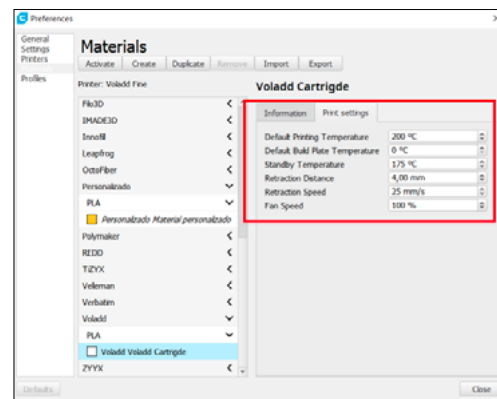 Preferences
General
Settings
Printers
Profiles
Materials
Activate Create Duplicate Remove Import Export
Printer: Voladd Fine
Filo3D
IMADE3D
Innofil
Leapfrog
OctoFiber
Personalizado
PLA
Personalizado Material personalizado
Polymaker
REDD
TiZYX
Velleman
Verbatim
Voladd
PLA
Voladd Voladd Cartrigde
ZYYX
Voladd Cartrigde
Information Print settings
Default Printing Temperature 200 ºC
Default Build Plate Temperature 0 ºC
Standby Temperature 175 ºC
Retraction Distance 4,00 mm
Retraction Speed 25 mm/s
Fan Speed 100 %
Defaults
Close